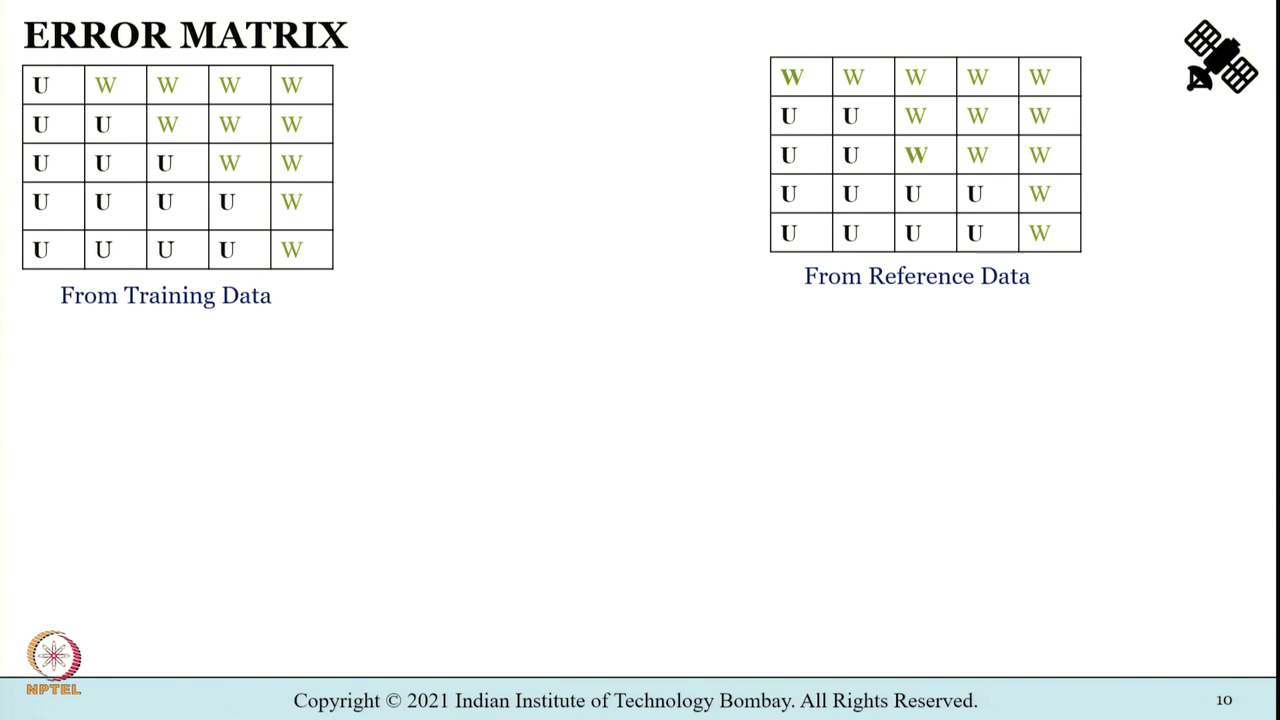 ERROR MATRIX
U W W W W
U U W W W
U U U W W
U U U U W
U U U U W
From Training Data
W W W W W
U U W W W
U U W W W
U U U U W
U U U U W
From Reference Data
NPTEL
Copyright © 2021 Indian Institute of Technology Bombay. All Rights Reserved.
10